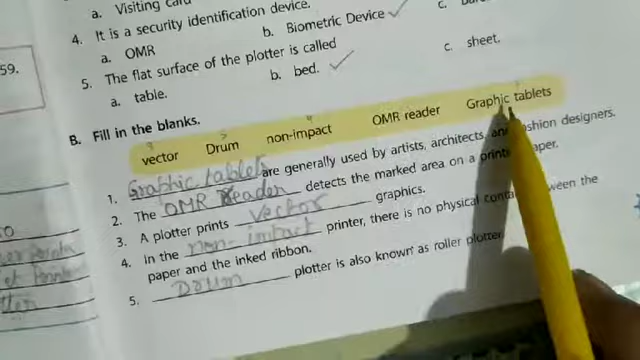 a. Visiting card
4. It is a security identification device.
a. OMR b. Biometric Device c.
59.
5. The flat surface of the plotter is called
a. table. b. bed. c. sheet.
B. Fill in the blanks.
vector Drum non-impact OMR reader Graphic tablets
1. Graphic tablets are generally used by artists, architects, and fashion designers.
2. The OMR Reader detects the marked area on a printed paper.
3. A plotter prints vector graphics.
4. In the non-impact printer, there is no physical contact between the
paper and the inked ribbon.
5. Drum plotter is also known as roller plotter.